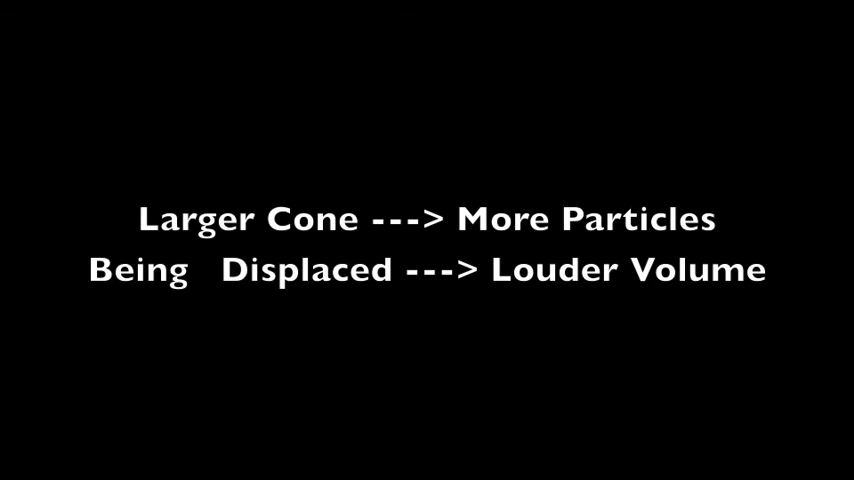 Larger Cone ---> More Particles
Being   Displaced ---> Louder Volume